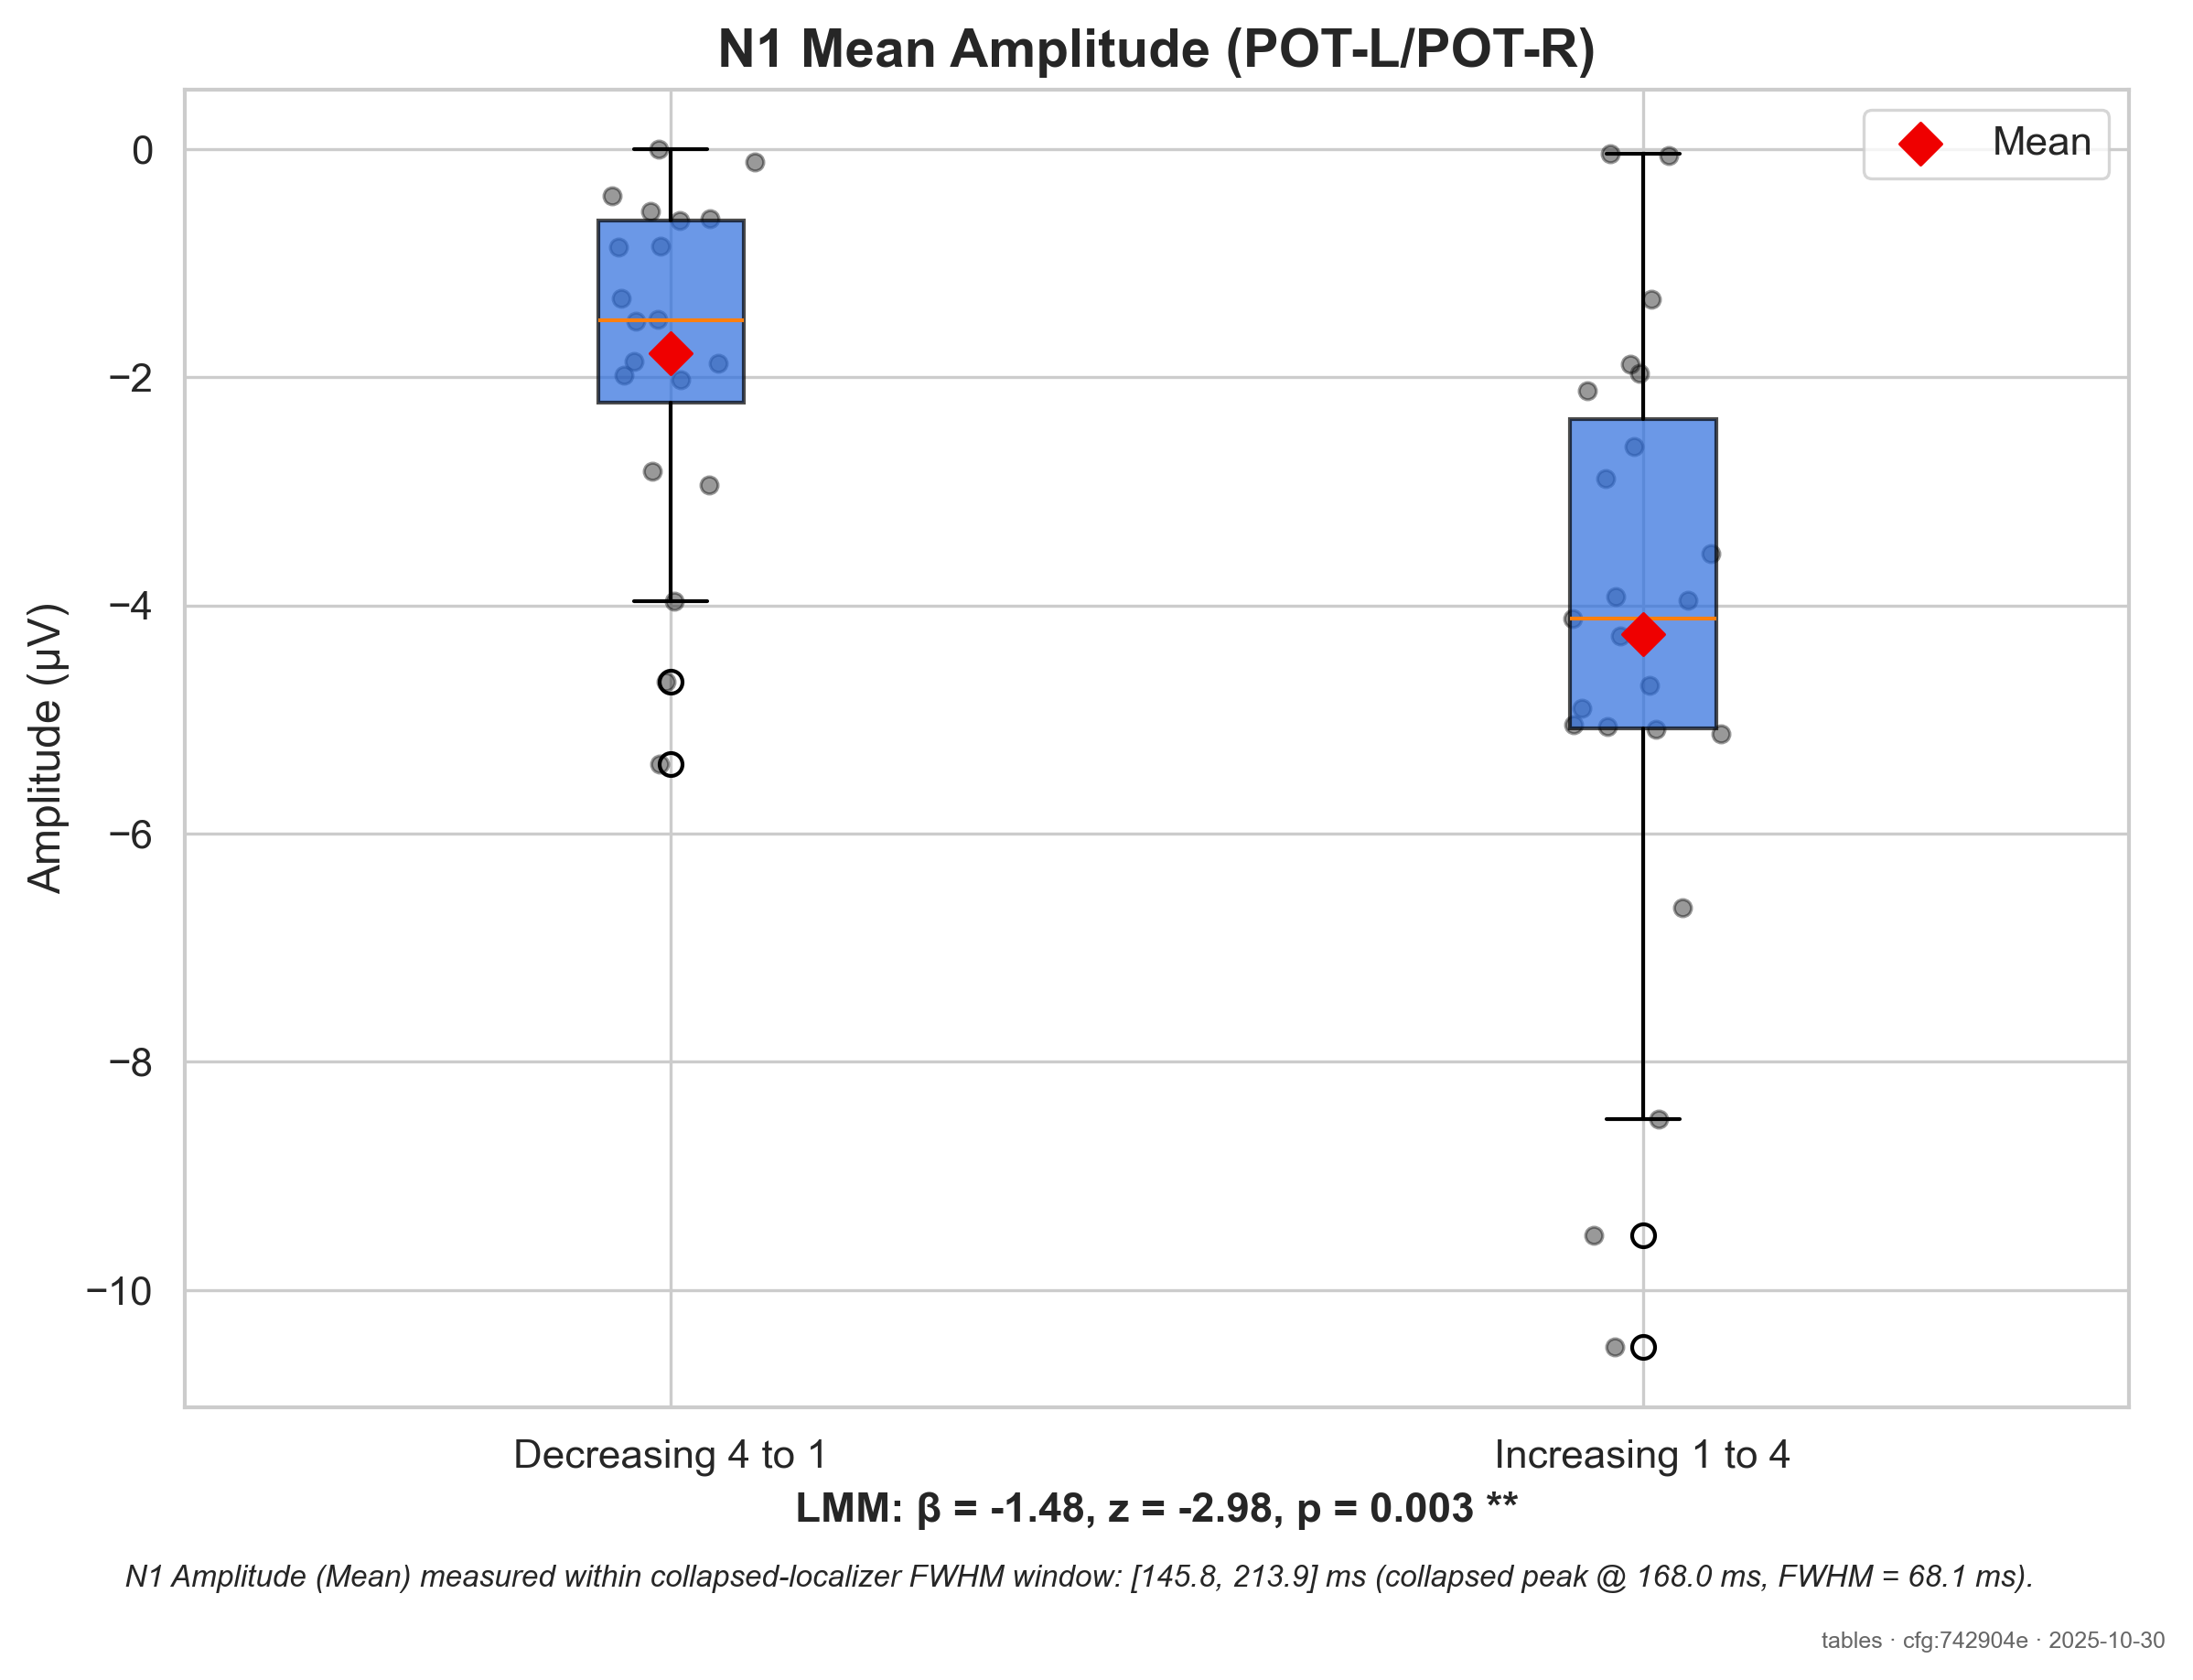 N1 Mean Amplitude (POT-L/POT-R)
Mean
Amplitude (µV)
0
−2
−4
−6
−8
−10
Decreasing 4 to 1
Increasing 1 to 4
LMM: β = -1.48, z = -2.98, p = 0.003 **
N1 Amplitude (Mean) measured within collapsed-localizer FWHM window: [145.8, 213.9] ms (collapsed peak @ 168.0 ms, FWHM = 68.1 ms).
tables · cfg:742904e · 2025-10-30